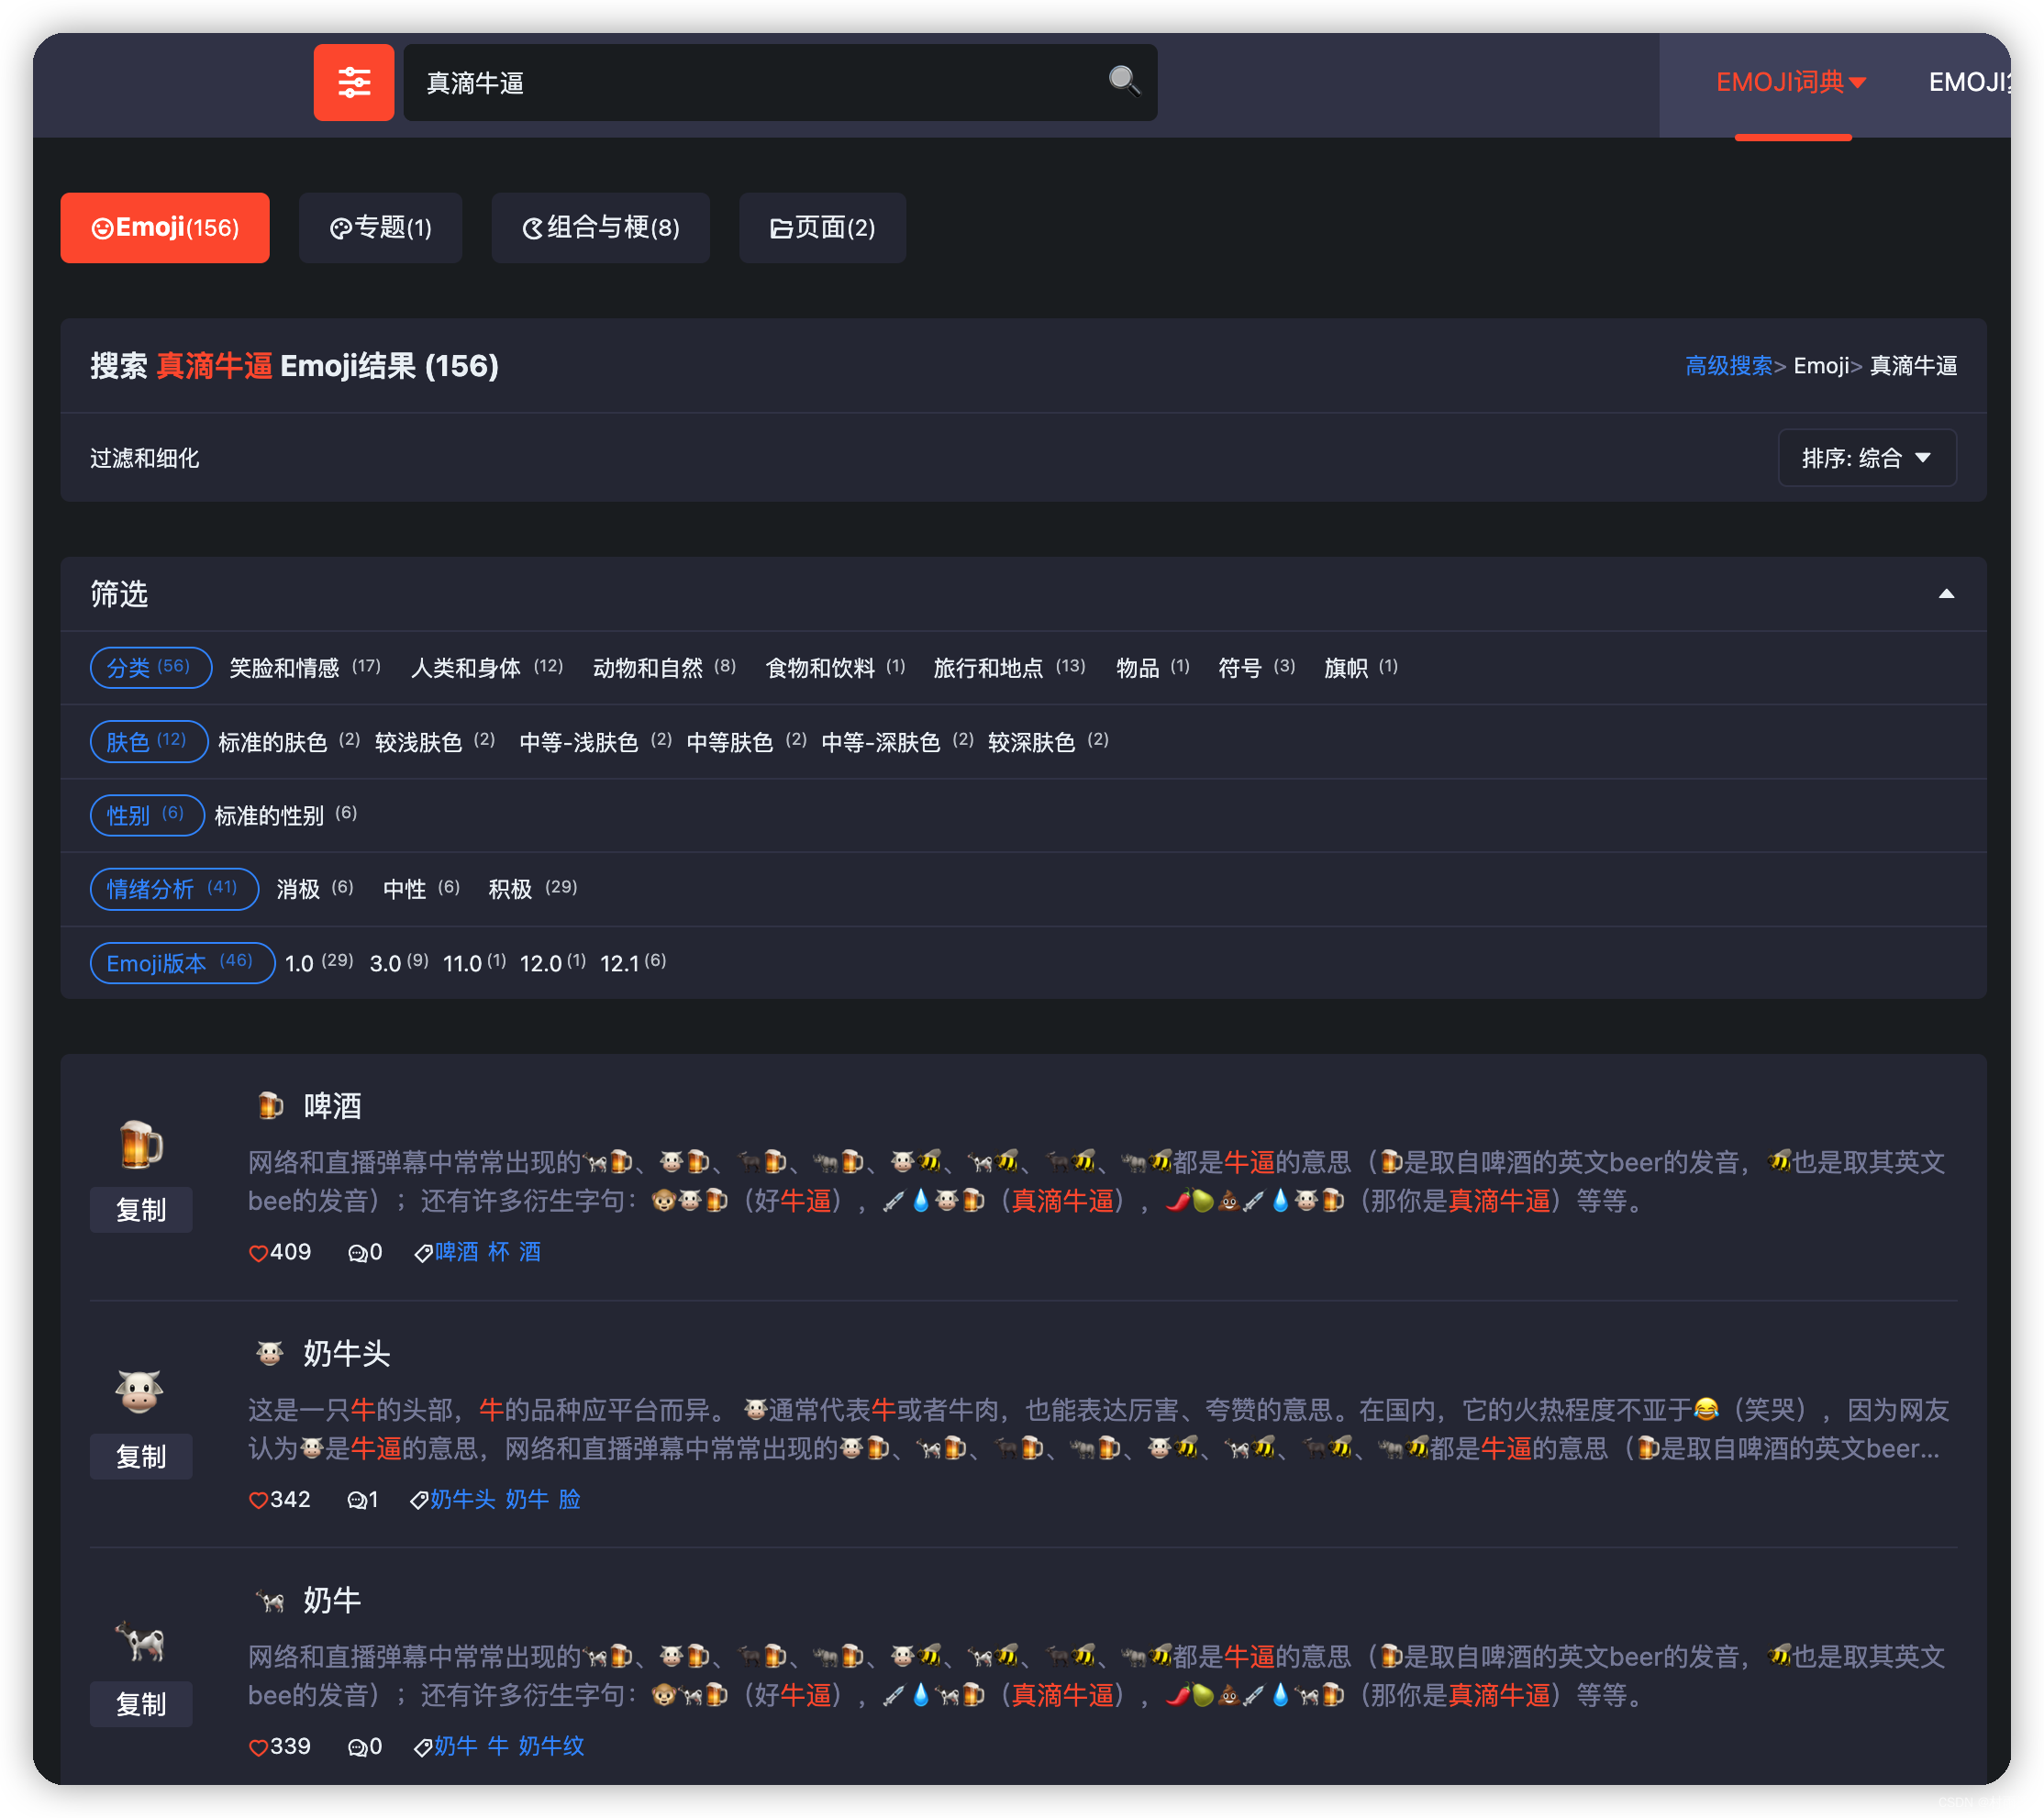 真滴牛逼
EMOJI词典
EMOJI
Emoji(156) 专题(1) 组合与梗(8) 页面(2)
搜索 真滴牛逼 Emoji结果 (156)
高级搜索> Emoji> 真滴牛逼
过滤和细化
排序: 综合
筛选
分类 (56) 笑脸和情感 (17) 人类和身体 (12) 动物和自然 (8) 食物和饮料 (1) 旅行和地点 (13) 物品 (1) 符号 (3) 旗帜 (1)
肤色 (12) 标准的肤色 (2) 较浅肤色 (2) 中等-浅肤色 (2) 中等肤色 (2) 中等-深肤色 (2) 较深肤色 (2)
性别 (6) 标准的性别 (6)
情绪分析 (41) 消极 (6) 中性 (6) 积极 (29)
Emoji版本 (46) 1.0 (29) 3.0 (9) 11.0 (1) 12.0 (1) 12.1 (6)
🍺 啤酒
复制
网络和直播弹幕中常常出现的🐄🍺、🐮🍺、🐂🍺、🦏🍺、🐮🐝、🐄🐝、🐂🐝、🦏🐝都是牛逼的意思（🍺是取自啤酒的英文beer的发音，🐝也是取其英文
bee的发音）；还有许多衍生字句：🐵🐮🍺（好牛逼），💉💧🐮🍺（真滴牛逼），🌶️🍐💩💉💧🐮🍺（那你是真滴牛逼）等等。
409 0 啤酒 杯 酒
🐮 奶牛头
复制
这是一只牛的头部，牛的品种应平台而异。 🐮通常代表牛或者牛肉，也能表达厉害、夸赞的意思。在国内，它的火热程度不亚于😂（笑哭），因为网友
认为🐮是牛逼的意思，网络和直播弹幕中常常出现的🐮🍺、🐄🍺、🐂🍺、🦏🍺、🐮🐝、🐄🐝、🐂🐝、🦏🐝都是牛逼的意思（🍺是取自啤酒的英文beer...
342 1 奶牛头 奶牛 脸
🐄 奶牛
复制
网络和直播弹幕中常常出现的🐄🍺、🐮🍺、🐂🍺、🦏🍺、🐮🐝、🐄🐝、🐂🐝、🦏🐝都是牛逼的意思（🍺是取自啤酒的英文beer的发音，🐝也是取其英文
bee的发音）；还有许多衍生字句：🐵🐄🍺（好牛逼），💉💧🐄🍺（真滴牛逼），🌶️🍐💩💉💧🐄🍺（那你是真滴牛逼）等等。
339 0 奶牛 牛 奶牛纹